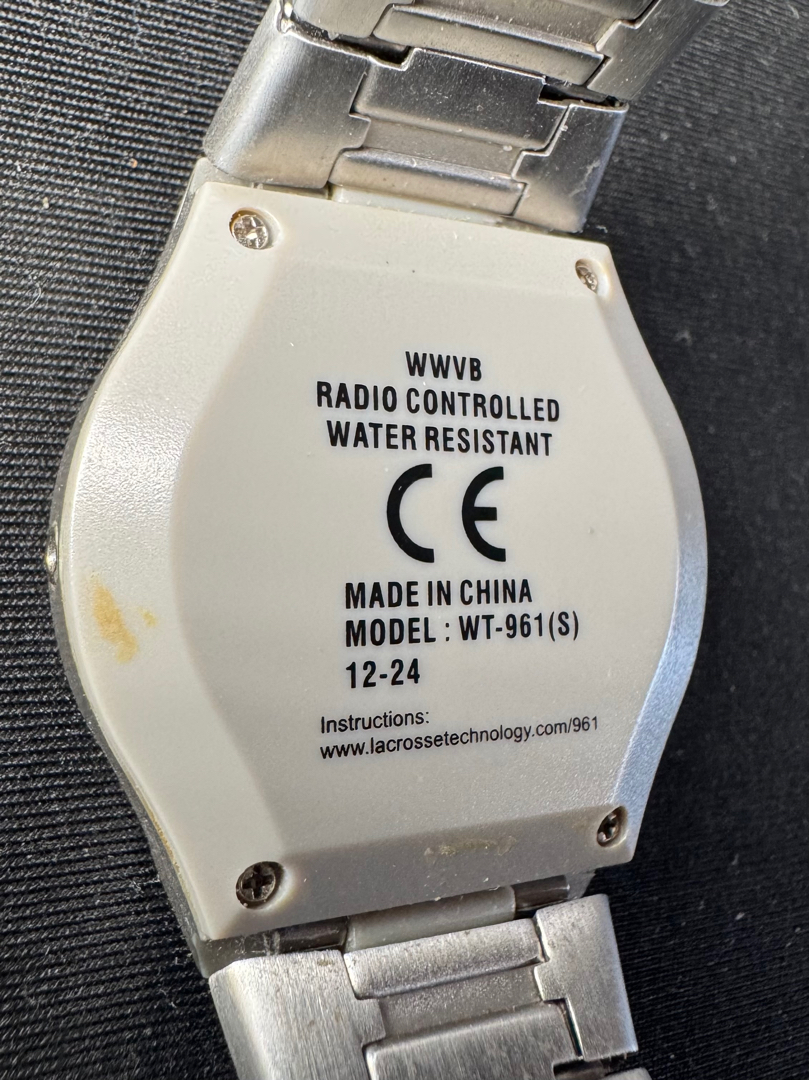 WWVB
RADIO CONTROLLED
WATER RESISTANT
CE
MADE IN CHINA
MODEL : WT-961(S)
12-24
Instructions:
www.lacrossetechnology.com/961